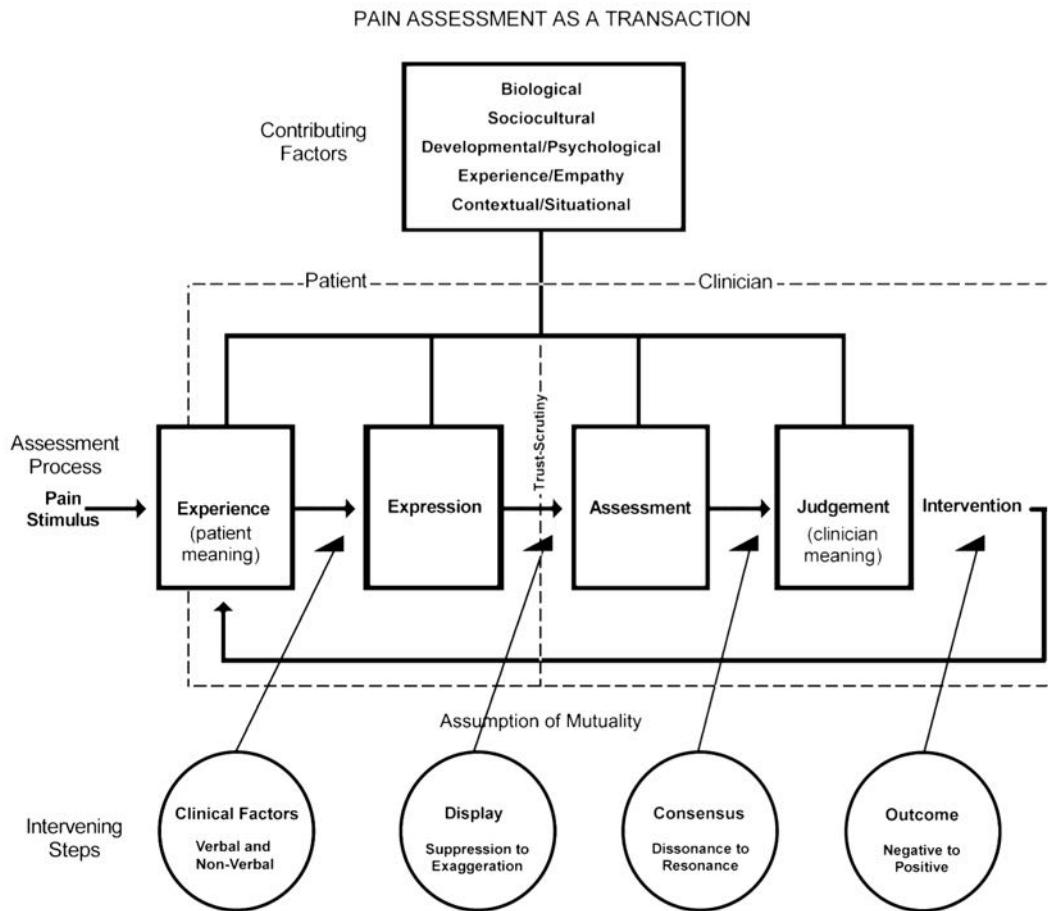 PAIN ASSESSMENT AS A TRANSACTION
Biological
Sociocultural
Developmental/Psychological
Experience/Empathy
Contextual/Situational
Contributing
Factors
Patient
Clinician
Trust-Scrutiny
Assessment
Process
Pain
Stimulus
Experience
(patient
meaning)
Expression
Assessment
Judgement
(clinician
meaning)
Intervention
Assumption of Mutuality
Intervening
Steps
Clinical Factors
Verbal and
Non-Verbal
Display
Suppression to
Exaggeration
Consensus
Dissonance to
Resonance
Outcome
Negative to
Positive